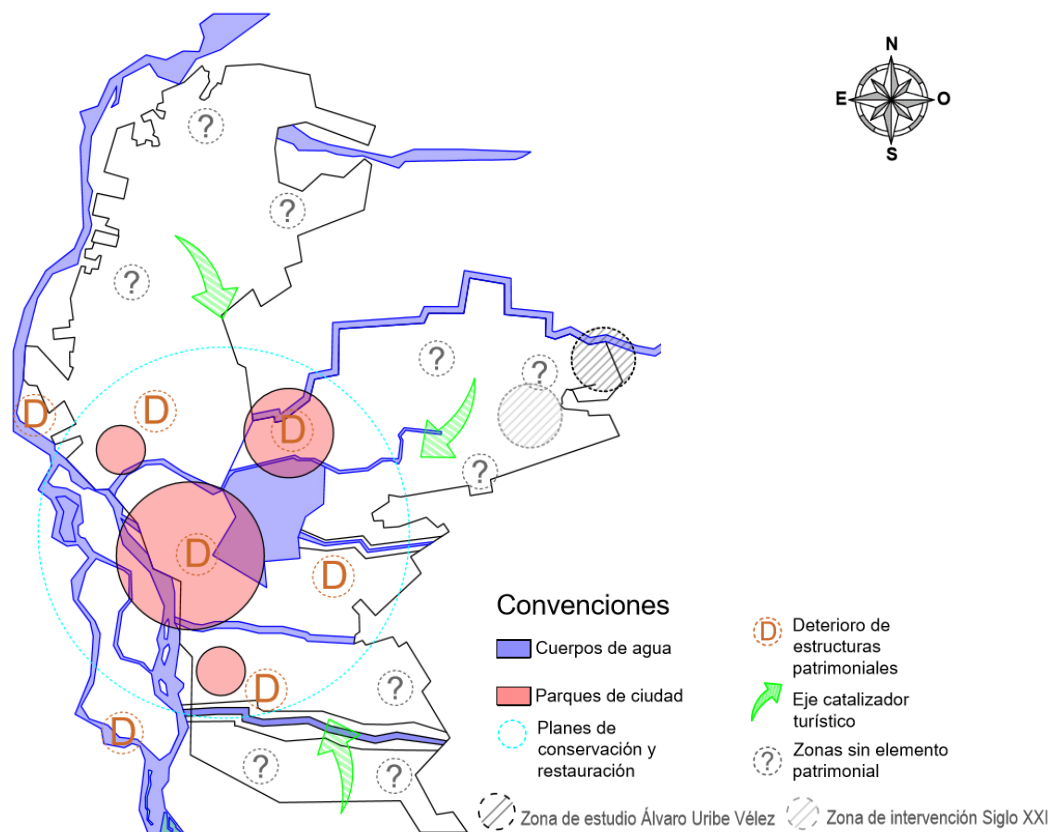 N
E
O
S
?
?
?
?
?
D
D
D
?
D
D
D
?
D
?
?
Convenciones
Cuerpos de agua
Parques de ciudad
Planes de
conservación y
restauración
D
Deterioro de
estructuras
patrimoniales
Eje catalizador
turístico
?
Zonas sin elemento
patrimonial
Zona de estudio Álvaro Uribe Vélez
Zona de intervención Siglo XXI